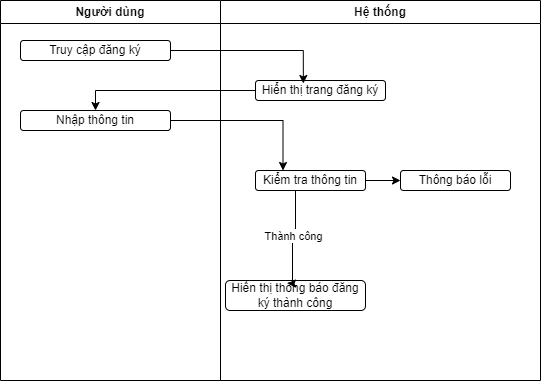 Người dùng
Hệ thống
Truy cập đăng ký
Hiển thị trang đăng ký
Nhập thông tin
Kiểm tra thông tin
Thông báo lỗi
Thành công
Hiển thị thông báo đăng
ký thành công